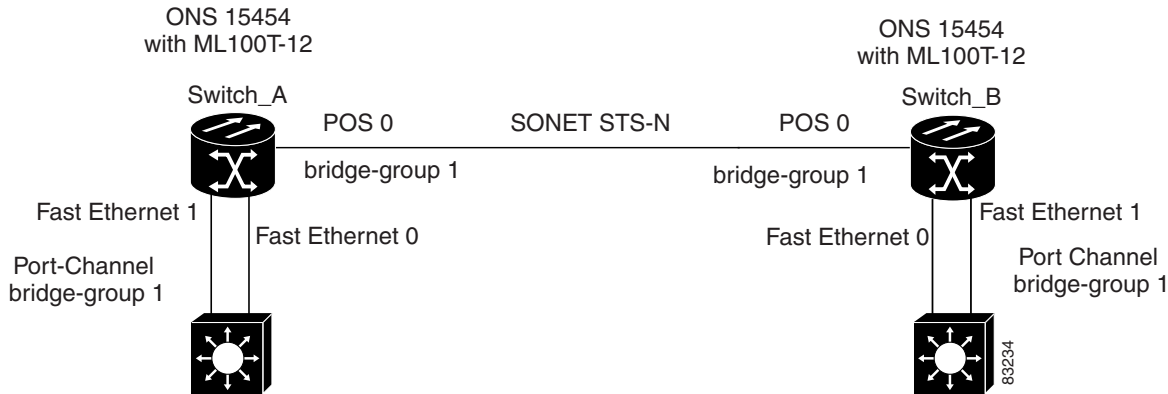 ONS 15454
with ML100T-12
Switch_A
ONS 15454
with ML100T-12
Switch_B
POS 0
SONET STS-N
POS 0
bridge-group 1
bridge-group 1
Fast Ethernet 1
Fast Ethernet 0
Fast Ethernet 0
Fast Ethernet 1
Port-Channel
bridge-group 1
Port Channel
bridge-group 1
83234